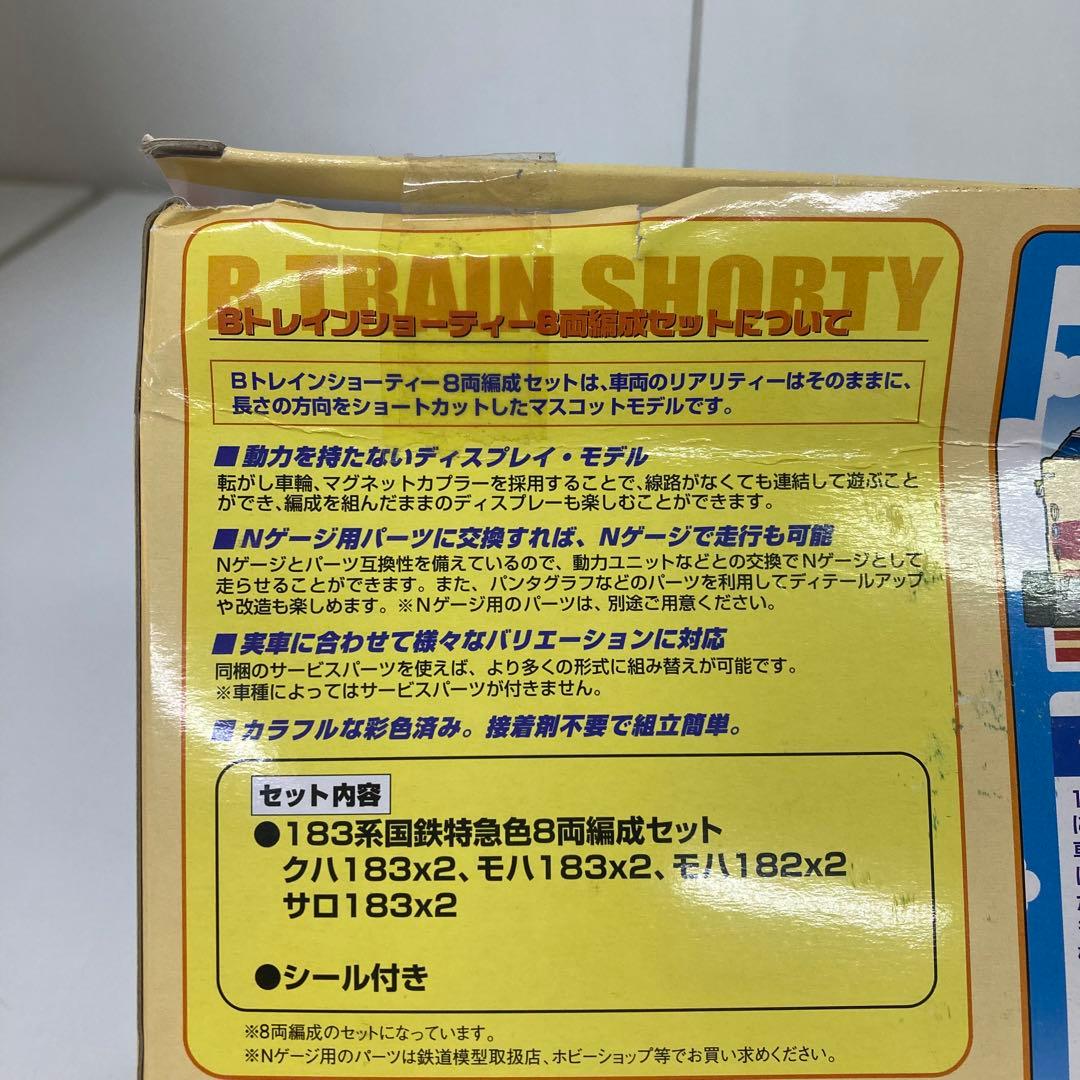 B TRAIN SHORTY
Bトレインショーティー8両編成セットについて
Bトレインショーティー8両編成セットは、車両のリアリティーはそのままに、
長さの方向をショートカットしたマスコットモデルです。
■動力を持たないディスプレイ・モデル
転がし車輪、マグネットカプラーを採用することで、線路がなくても連結して遊ぶこと
ができ、編成を組んだままのディスプレーも楽しむことができます。
■Nゲージ用パーツに交換すれば、Nゲージで走行も可能
Nゲージとパーツ互換性を備えているので、動力ユニットなどとの交換でNゲージとして
走らせることができます。また、パンタグラフなどのパーツを利用してディテールアップ
や改造も楽しめます。※Nゲージ用のパーツは、別途ご用意ください。
■実車に合わせて様々なバリエーションに対応
同梱のサービスパーツを使えば、より多くの形式に組み替えが可能です。
※車種によってはサービスパーツが付きません。
■カラフルな彩色済み。接着剤不要で組立簡単。
セット内容
●183系国鉄特急色8両編成セット
クハ183x2、モハ183x2、モハ182x2
サロ183x2
●シール付き
※8両編成のセットになっています。
※Nゲージ用のパーツは鉄道模型取扱店、ホビーショップ等でお買い求めください。